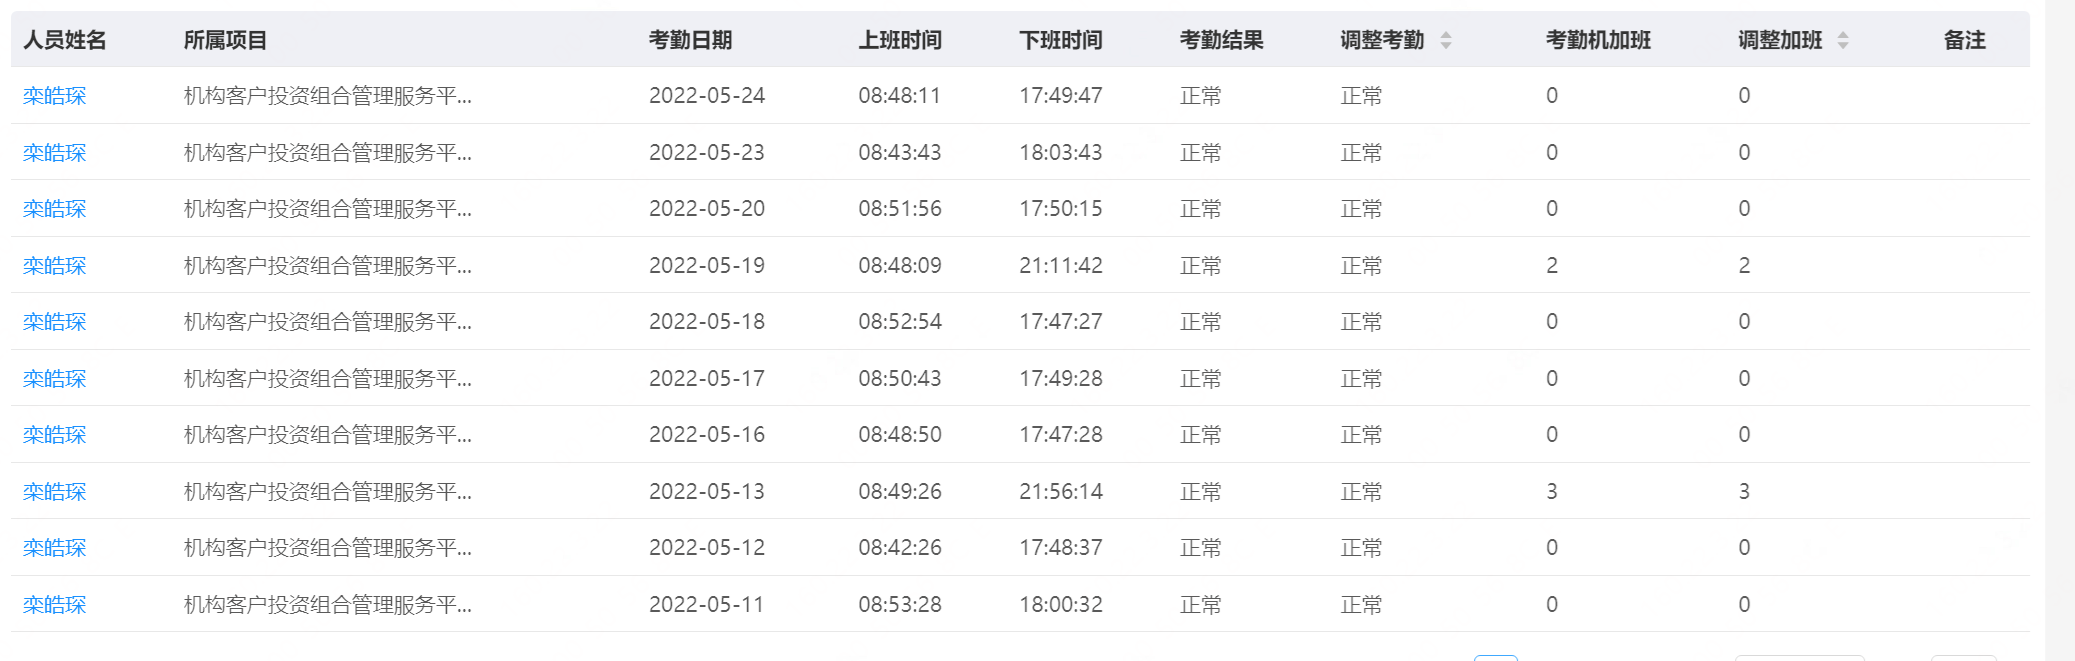 人员姓名 所属项目 考勤日期 上班时间 下班时间 考勤结果 调整考勤 考勤机加班 调整加班 备注
栾皓琛 机构客户投资组合管理服务平... 2022-05-24 08:48:11 17:49:47 正常 正常 0 0
栾皓琛 机构客户投资组合管理服务平... 2022-05-23 08:43:43 18:03:43 正常 正常 0 0
栾皓琛 机构客户投资组合管理服务平... 2022-05-20 08:51:56 17:50:15 正常 正常 0 0
栾皓琛 机构客户投资组合管理服务平... 2022-05-19 08:48:09 21:11:42 正常 正常 2 2
栾皓琛 机构客户投资组合管理服务平... 2022-05-18 08:52:54 17:47:27 正常 正常 0 0
栾皓琛 机构客户投资组合管理服务平... 2022-05-17 08:50:43 17:49:28 正常 正常 0 0
栾皓琛 机构客户投资组合管理服务平... 2022-05-16 08:48:50 17:47:28 正常 正常 0 0
栾皓琛 机构客户投资组合管理服务平... 2022-05-13 08:49:26 21:56:14 正常 正常 3 3
栾皓琛 机构客户投资组合管理服务平... 2022-05-12 08:42:26 17:48:37 正常 正常 0 0
栾皓琛 机构客户投资组合管理服务平... 2022-05-11 08:53:28 18:00:32 正常 正常 0 0